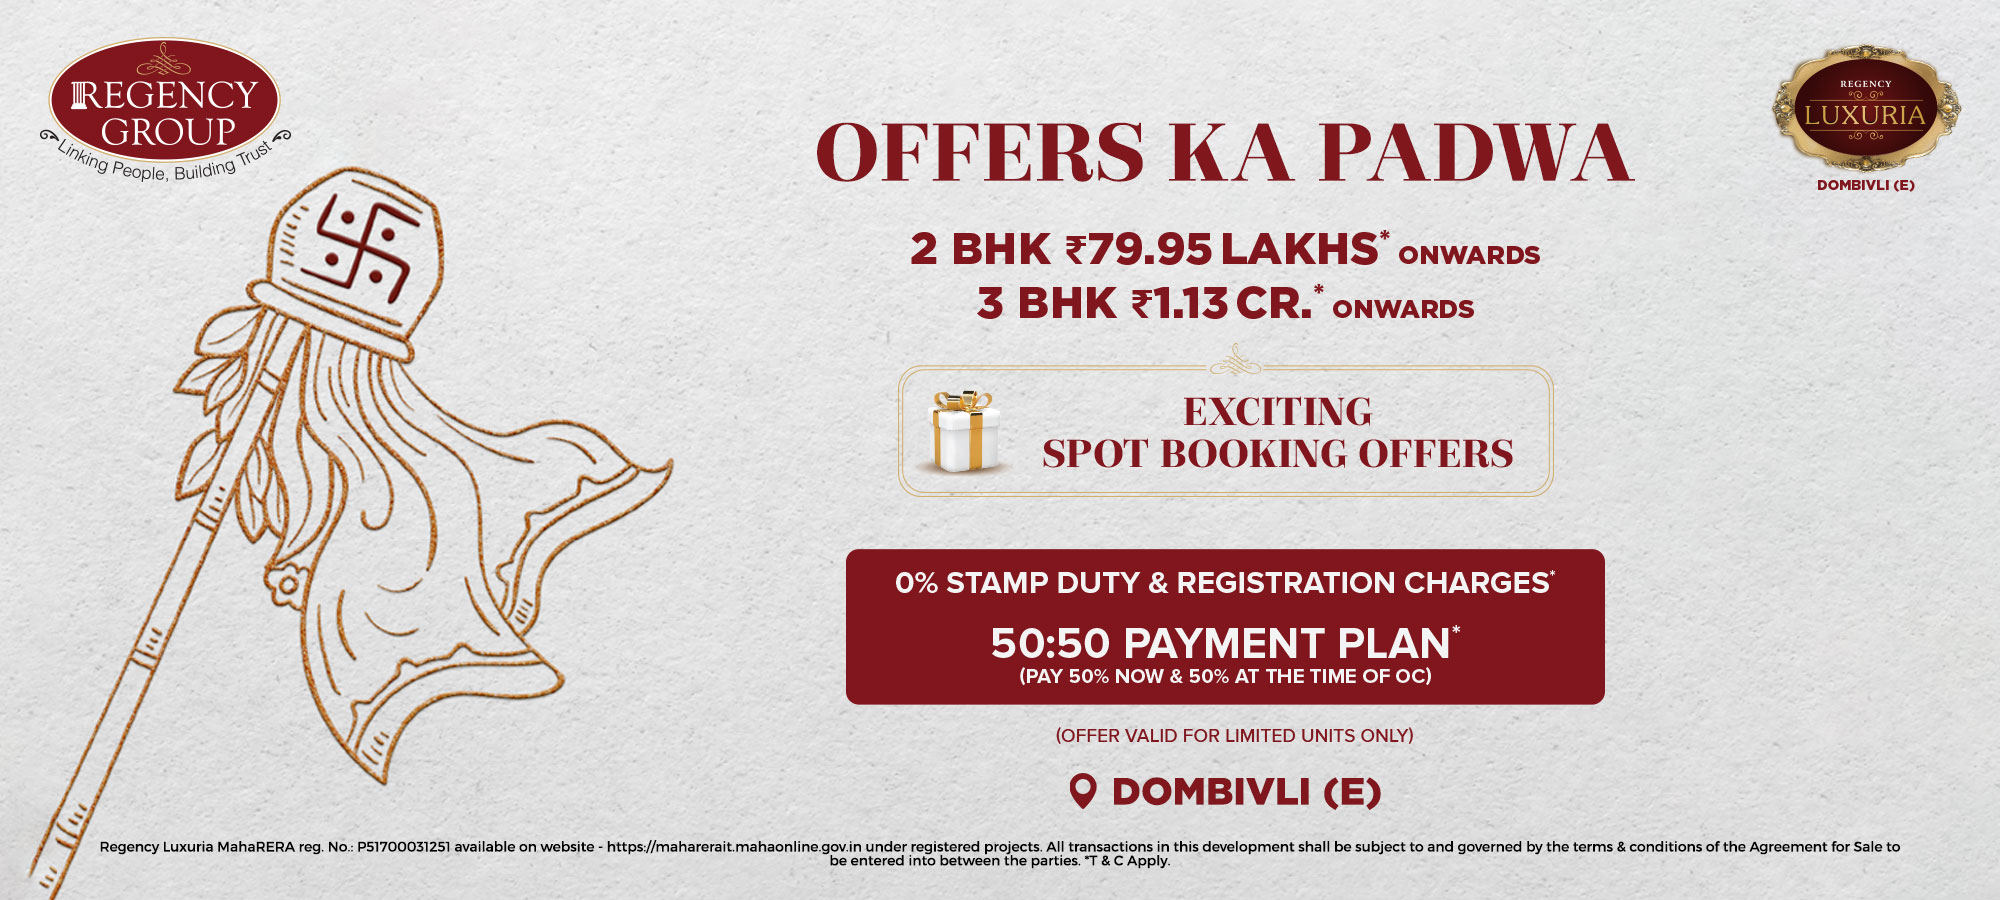 REGENCY
GROUP
Linking People, Building Trust
REGENCY
LUXURIA
DOMBIVLI (E)
OFFERS KA PADWA
2 BHK ₹79.95 LAKHS* ONWARDS
3 BHK ₹1.13 CR.* ONWARDS
EXCITING
SPOT BOOKING OFFERS
0% STAMP DUTY & REGISTRATION CHARGES*
50:50 PAYMENT PLAN*
(PAY 50% NOW & 50% AT THE TIME OF OC)
(OFFER VALID FOR LIMITED UNITS ONLY)
DOMBIVLI (E)
Regency Luxuria MahaRERA reg. No.: P51700031251 available on website - https://maharerait.mahaonline.gov.in under registered projects. All transactions in this development shall be subject to and governed by the terms & conditions of the Agreement for Sale to
be entered into between the parties. *T & C Apply.